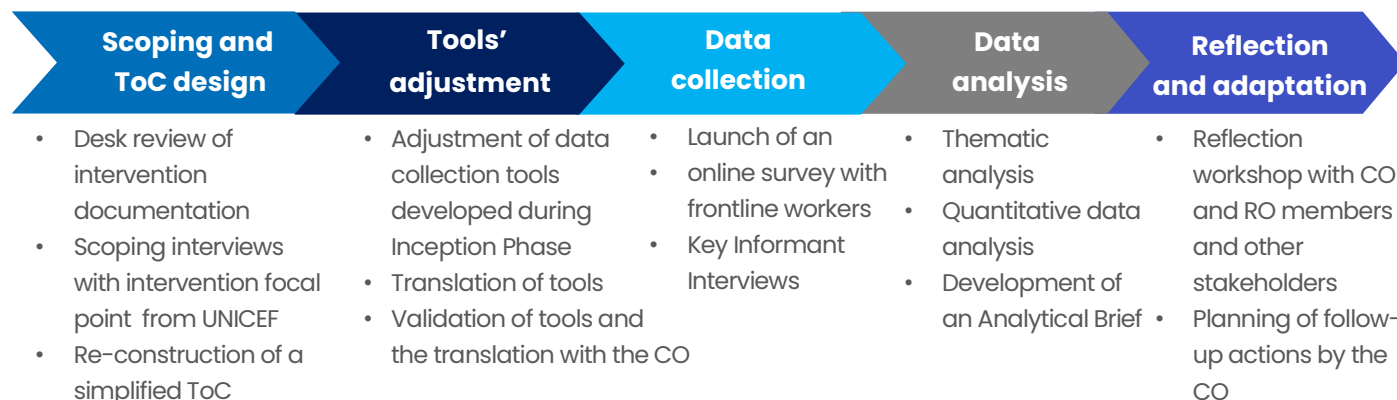 Scoping and
ToC design
Tools’
adjustment
Data
collection
Data
analysis
Reflection
and adaptation
• Desk review of
intervention
documentation
• Scoping interviews
with intervention focal
point from UNICEF
• Re-construction of a
simplified ToC
• Adjustment of data
collection tools
developed during
Inception Phase
• Translation of tools
• Validation of tools and
the translation with the CO
• Launch of an
• online survey with
frontline workers
• Key Informant
Interviews
• Thematic
analysis
• Quantitative data
analysis
• Development of
an Analytical Brief
• Reflection
workshop with CO
and RO members
and other
stakeholders
• Planning of follow-
up actions by the
CO